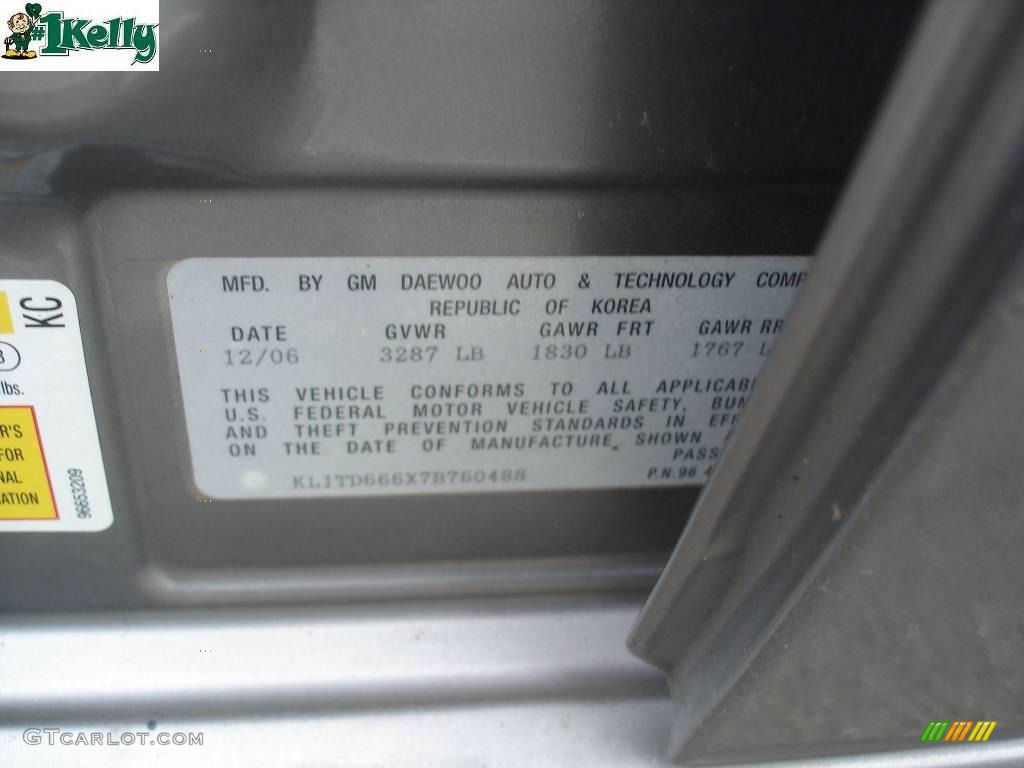 #1Kelly
MFD. BY GM DAEWOO AUTO & TECHNOLOGY COMP
REPUBLIC OF KOREA
DATE GVWR GAWR FRT GAWR RR
12/06 3287 LB 1830 LB 1767 L
THIS VEHICLE CONFORMS TO ALL APPLICABL
U.S. FEDERAL MOTOR VEHICLE SAFETY, BUM
AND THEFT PREVENTION STANDARDS IN EFF
ON THE DATE OF MANUFACTURE SHOWN
PASS
KL1TD666X7B760488 P.N. 96 4
KC
3
lbs.
R'S
FOR
NAL
ATION
96653209
GTCARLOT.COM